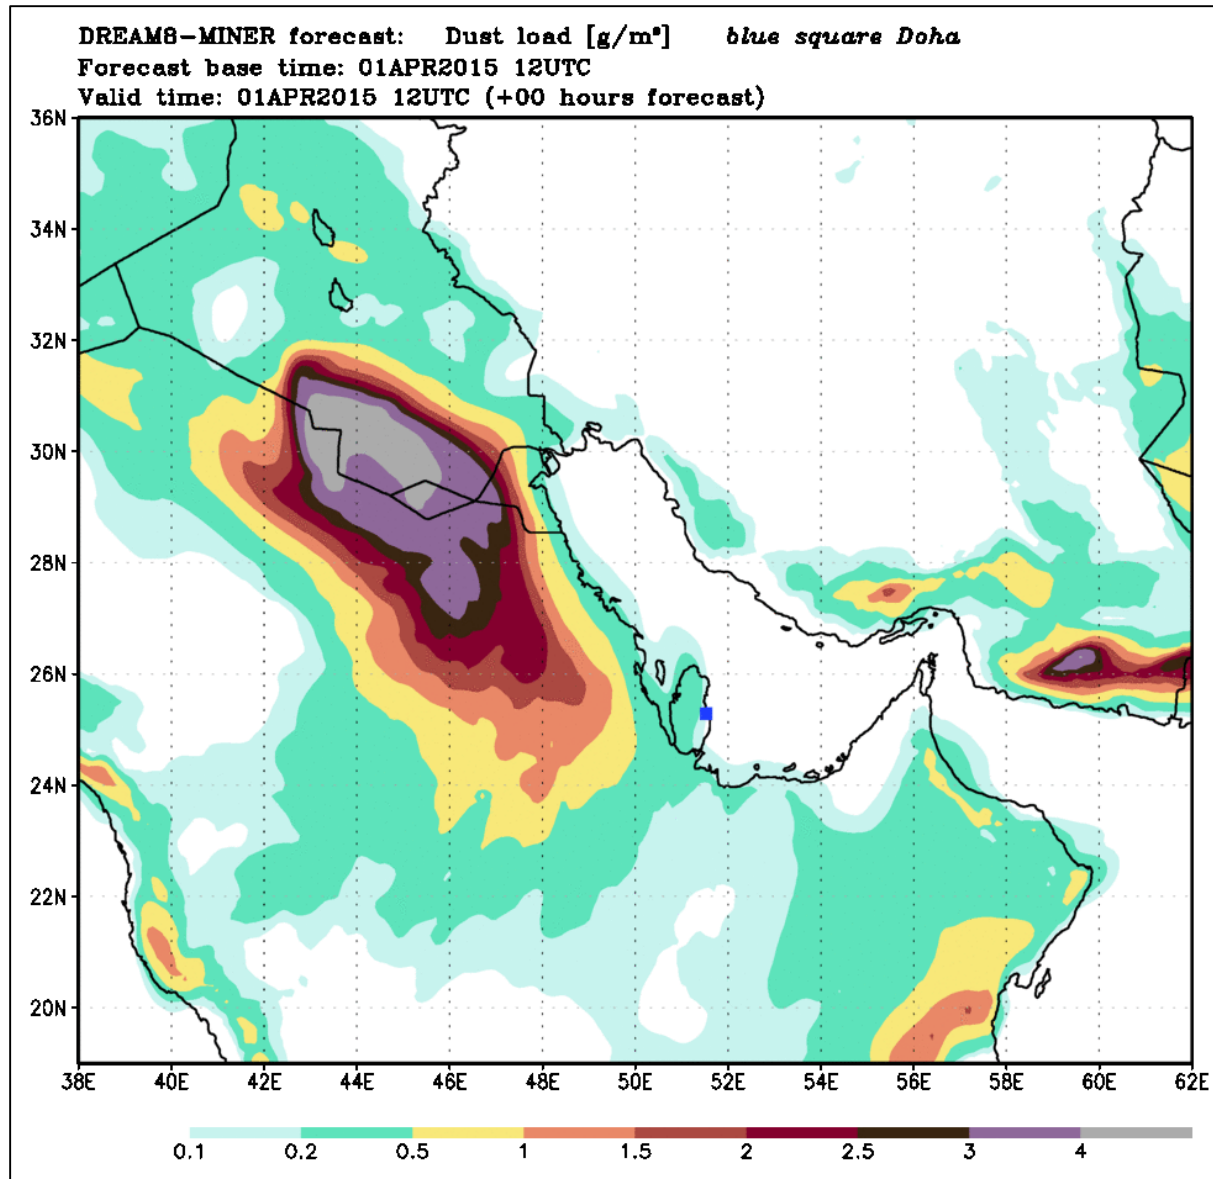 DREAM8-MINER forecast: Dust load [g/m²] blue square Doha
Forecast base time: 01APR2015 12UTC
Valid time: 01APR2015 12UTC (+00 hours forecast)
36N
34N
32N
30N
28N
26N
24N
22N
20N
38E 40E 42E 44E 46E 48E 50E 52E 54E 56E 58E 60E 62E
0.1 0.2 0.5 1 1.5 2 2.5 3 4